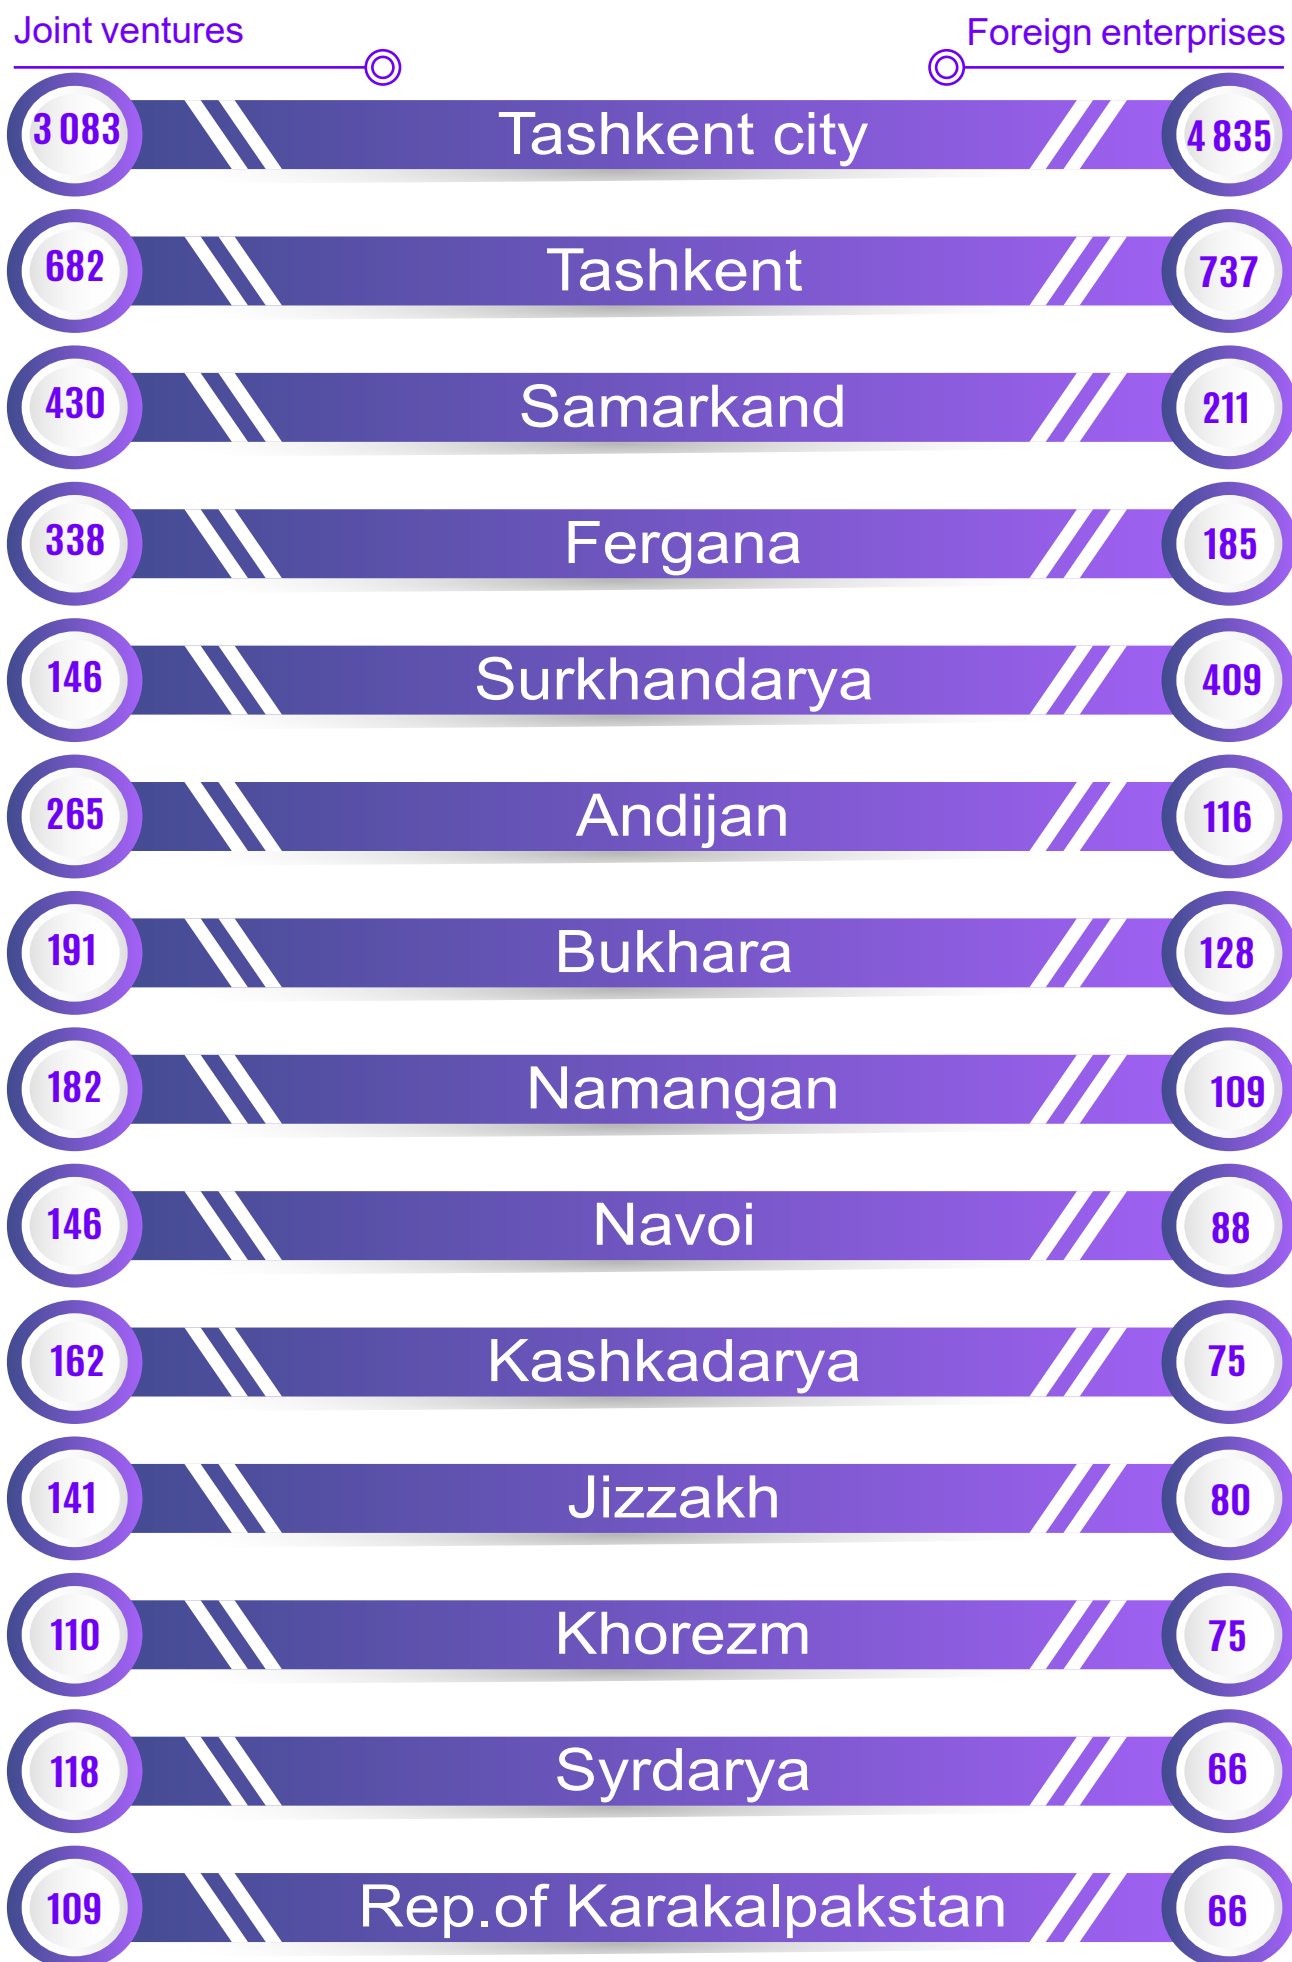 Joint ventures Foreign enterprises
3 083 Tashkent city 4 835
682 Tashkent 737
430 Samarkand 211
338 Fergana 185
146 Surkhandarya 409
265 Andijan 116
191 Bukhara 128
182 Namangan 109
146 Navoi 88
162 Kashkadarya 75
141 Jizzakh 80
110 Khorezm 75
118 Syrdarya 66
109 Rep.of Karakalpakstan 66